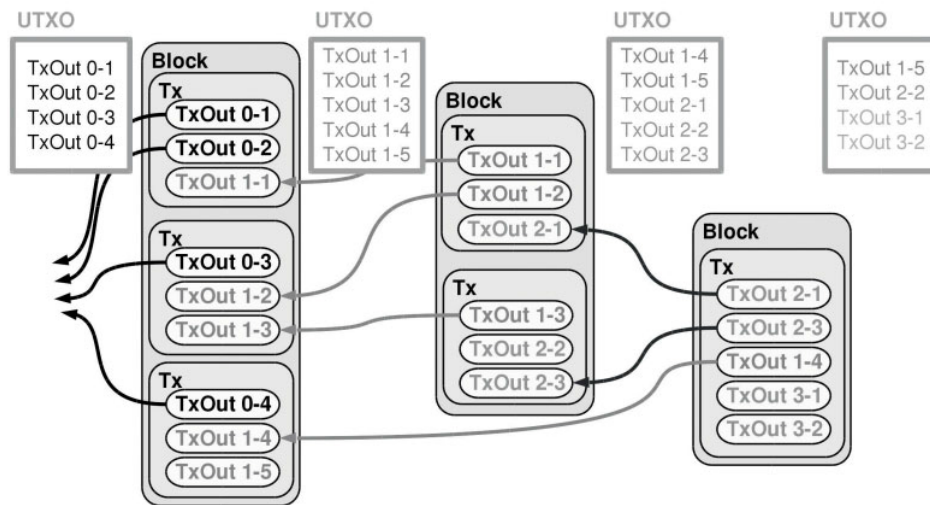 UTXO
TxOut 0-1
TxOut 0-2
TxOut 0-3
TxOut 0-4
Block
Tx
TxOut 0-1
TxOut 0-2
TxOut 1-1
Tx
TxOut 0-3
TxOut 1-2
TxOut 1-3
Tx
TxOut 0-4
TxOut 1-4
TxOut 1-5
UTXO
TxOut 1-1
TxOut 1-2
TxOut 1-3
TxOut 1-4
TxOut 1-5
Block
Tx
TxOut 1-1
TxOut 1-2
TxOut 2-1
Tx
TxOut 1-3
TxOut 2-2
TxOut 2-3
UTXO
TxOut 1-4
TxOut 1-5
TxOut 2-1
TxOut 2-2
TxOut 2-3
Block
Tx
TxOut 2-1
TxOut 2-3
TxOut 1-4
TxOut 3-1
TxOut 3-2
UTXO
TxOut 1-5
TxOut 2-2
TxOut 3-1
TxOut 3-2